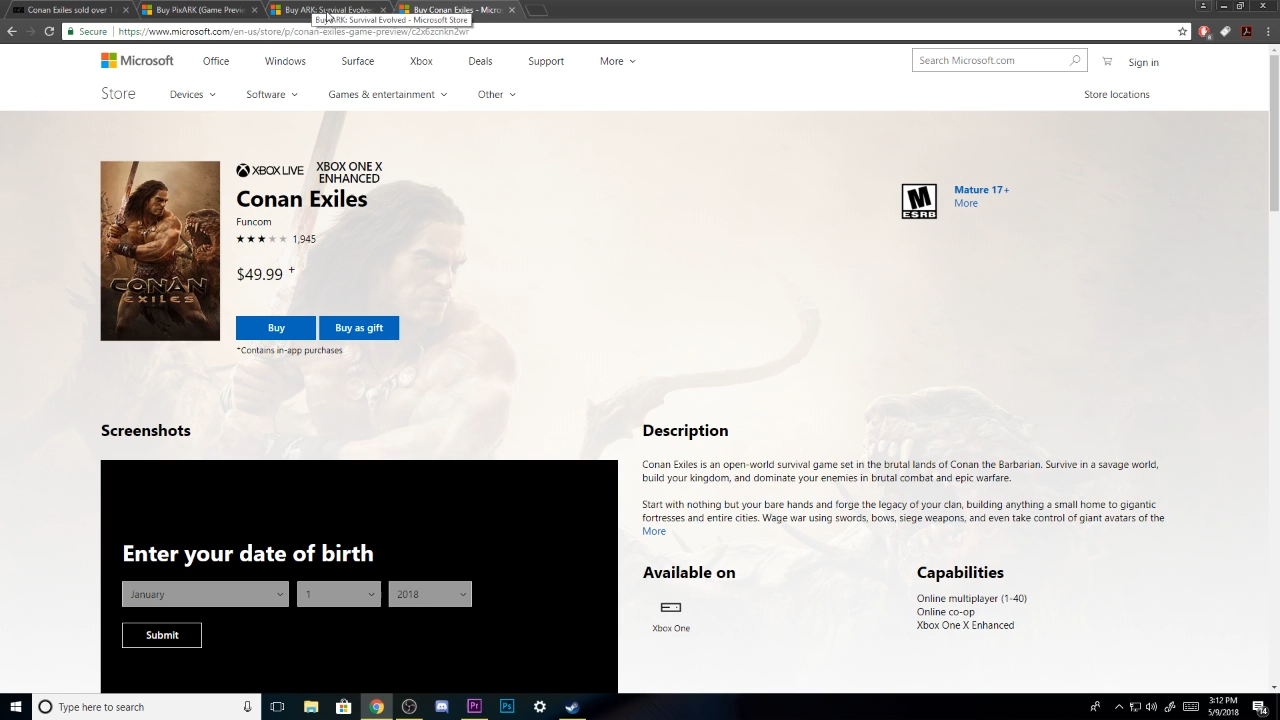 Conan Exiles sold over 1
Buy PixARK (Game Previe
Buy ARK: Survival Evolve
Buy Conan Exiles - Micros
Buy ARK: Survival Evolved - Microsoft Store
Secure
https://www.microsoft.com/en-us/store/p/conan-exiles-game-preview/c2x6zcnkn2wr
Microsoft
Office
Windows
Surface
Xbox
Deals
Support
More
Search Microsoft.com
Sign in
Store
Devices
Software
Games & entertainment
Other
Store locations
XBOX LIVE
XBOX ONE X
ENHANCED
Conan Exiles
Funcom
1,945
$49.99 +
Buy
Buy as gift
+Contains in-app purchases
CONAN
EXILES
M
ESRB
Mature 17+
More
Screenshots
Enter your date of birth
January
1
2018
Submit
Description
Conan Exiles is an open-world survival game set in the brutal lands of Conan the Barbarian. Survive in a savage world,
build your kingdom, and dominate your enemies in brutal combat and epic warfare.
Start with nothing but your bare hands and forge the legacy of your clan, building anything a small home to gigantic
fortresses and entire cities. Wage war using swords, bows, siege weapons, and even take control of giant avatars of the
More
Available on
Xbox One
Capabilities
Online multiplayer (1-40)
Online co-op
Xbox One X Enhanced
Type here to search
Pr
Ps
3:12 PM
5/9/2018